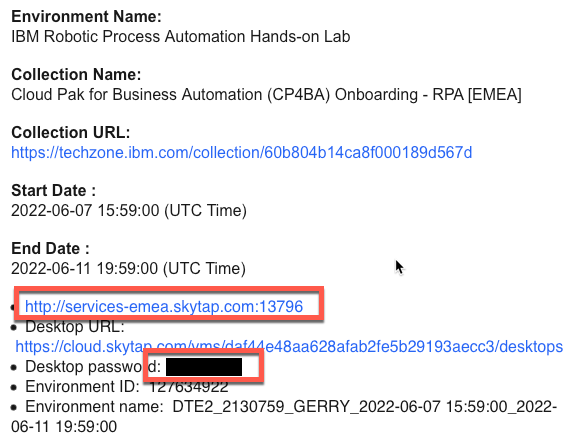 Environment Name:
IBM Robotic Process Automation Hands-on Lab
Collection Name:
Cloud Pak for Business Automation (CP4BA) Onboarding - RPA [EMEA]
Collection URL:
https://techzone.ibm.com/collection/60b804b14ca8f000189d567d
Start Date :
2022-06-07 15:59:00 (UTC Time)
End Date :
2022-06-11 19:59:00 (UTC Time)
http://services-emea.skytap.com:13796
Desktop URL:
https://cloud.skytap.com/vms/daf44e48aa628afab2fe5b29193aecc3/desktops
Desktop password:
Environment ID: 127634922
Environment name: DTE2_2130759_GERRY_2022-06-07 15:59:00_2022-
06-11 19:59:00